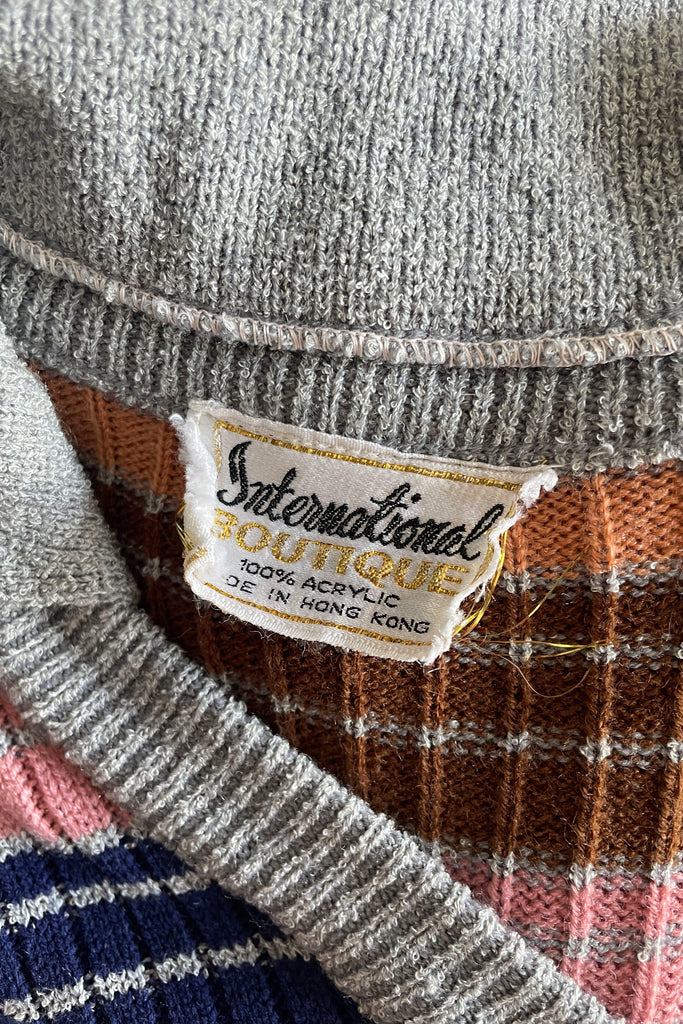 International
BOUTIQUE
100% ACRYLIC
DE IN HONG KONG